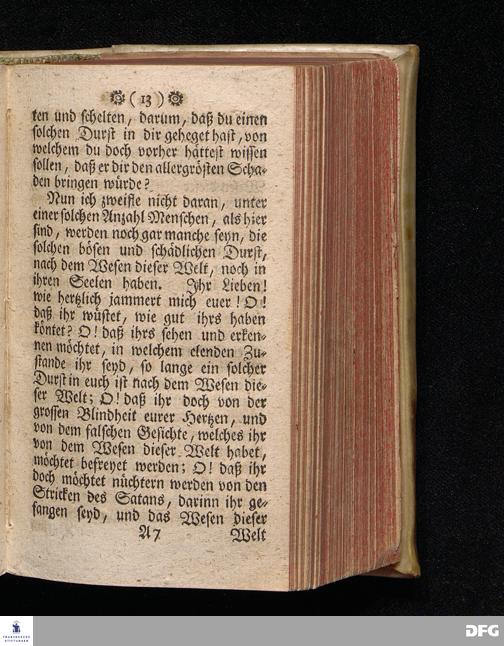 ( 13 )
ten und schelten, darum, daß du einen
solchen Durst in dir geheget hast, von
welchem du doch vorher hättest wissen
sollen, daß er dir den allergrösten Scha-
den bringen würde?
Nun ich zweifle nicht daran, unter
einer solchen Anzahl Menschen, als hier
sind, werden noch gar manche seyn, die
solchen bösen und schädlichen Durst,
nach dem Wesen dieser Welt, noch in
ihren Seelen haben. Ihr Lieben!
wie hertzlich jammert mich euer! O!
daß ihr wüstet, wie gut ihrs haben
köntet? O! daß ihrs sehen und erken-
nen möchtet, in welchem elenden Zu-
stande ihr seyd, so lange ein solcher
Durst in euch ist nach dem Wesen die-
ser Welt; O! daß ihr doch von der
grossen Blindheit eurer Hertzen, und
von dem falschen Gesichte, welches ihr
von dem Wesen dieser Welt habet,
möchtet befreyet werden; O! daß ihr
doch möchtet nüchtern werden von den
Stricken des Satans, darinn ihr ge-
fangen seyd, und das Wesen dieser
A7 Welt
FRANCKESCHE
STIFTUNGEN
DFG